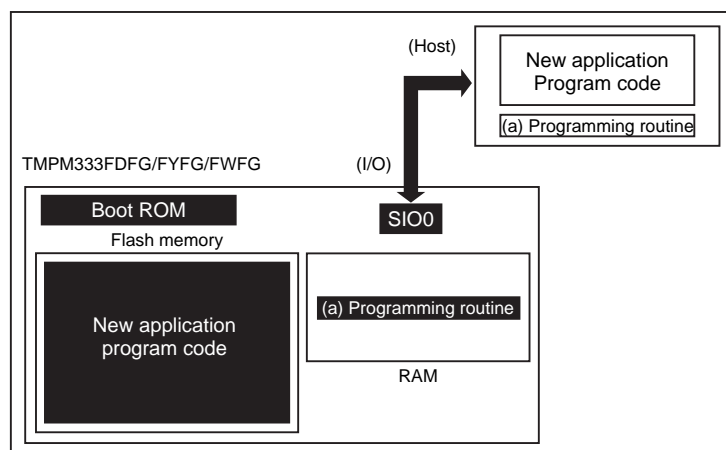 (Host)
New application
Program code
(a) Programming routine
TMPM333FDFG/FYFG/FWFG
(I/O)
Boot ROM
SIO0
Flash memory
New application
program code
(a) Programming routine
RAM